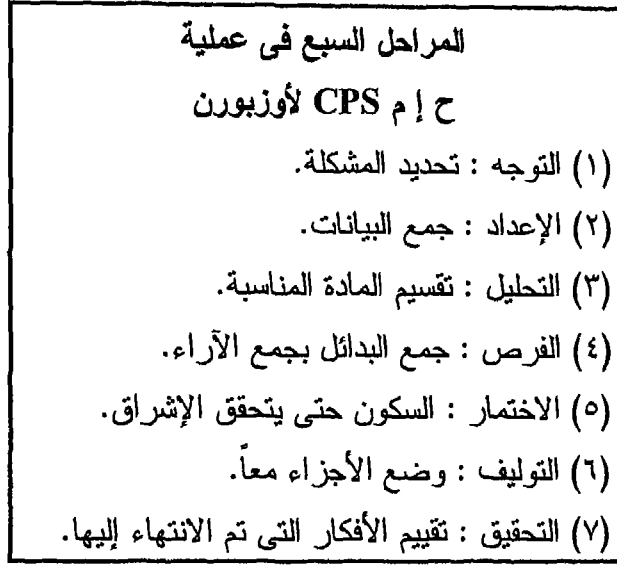 المراحل السبع فى عملية
ح إ م CPS لأوزبورن
(١) التوجه : تحديد المشكلة.
(٢) الإعداد : جمع البيانات.
(٣) التحليل : تقسيم المادة المناسبة.
(٤) الفرص : جمع البدائل بجمع الآراء.
(٥) الاختمار : السكون حتى يتحقق الإشراق.
(٦) التوليف : وضع الأجزاء معاً.
(٧) التحقيق : تقييم الأفكار التى تم الانتهاء إليها.